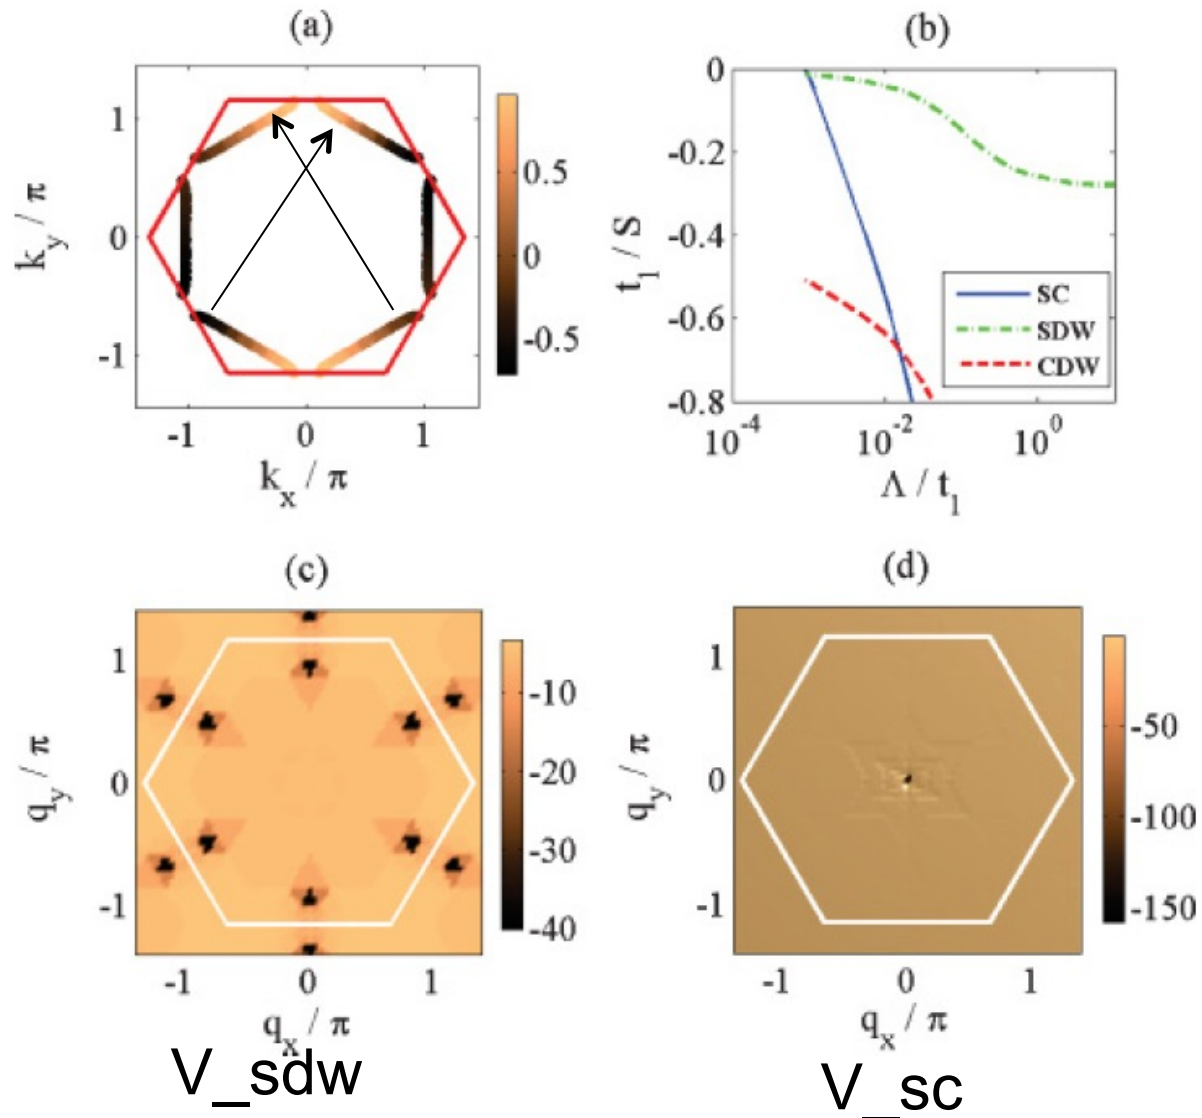 (a)
k_y / π
1
0
-1
-1 0 1
k_x / π
0.5
0
-0.5
(b)
t_1 / S
0
-0.2
-0.4
-0.6
-0.8
10^-4 10^-2 10^0
Λ / t_1
SC
SDW
CDW
(c)
q_y / π
1
0
-1
-1 0 1
q_x / π
-10
-20
-30
-40
V_sdw
(d)
q_y / π
1
0
-1
-1 0 1
q_x / π
-50
-100
-150
V_sc